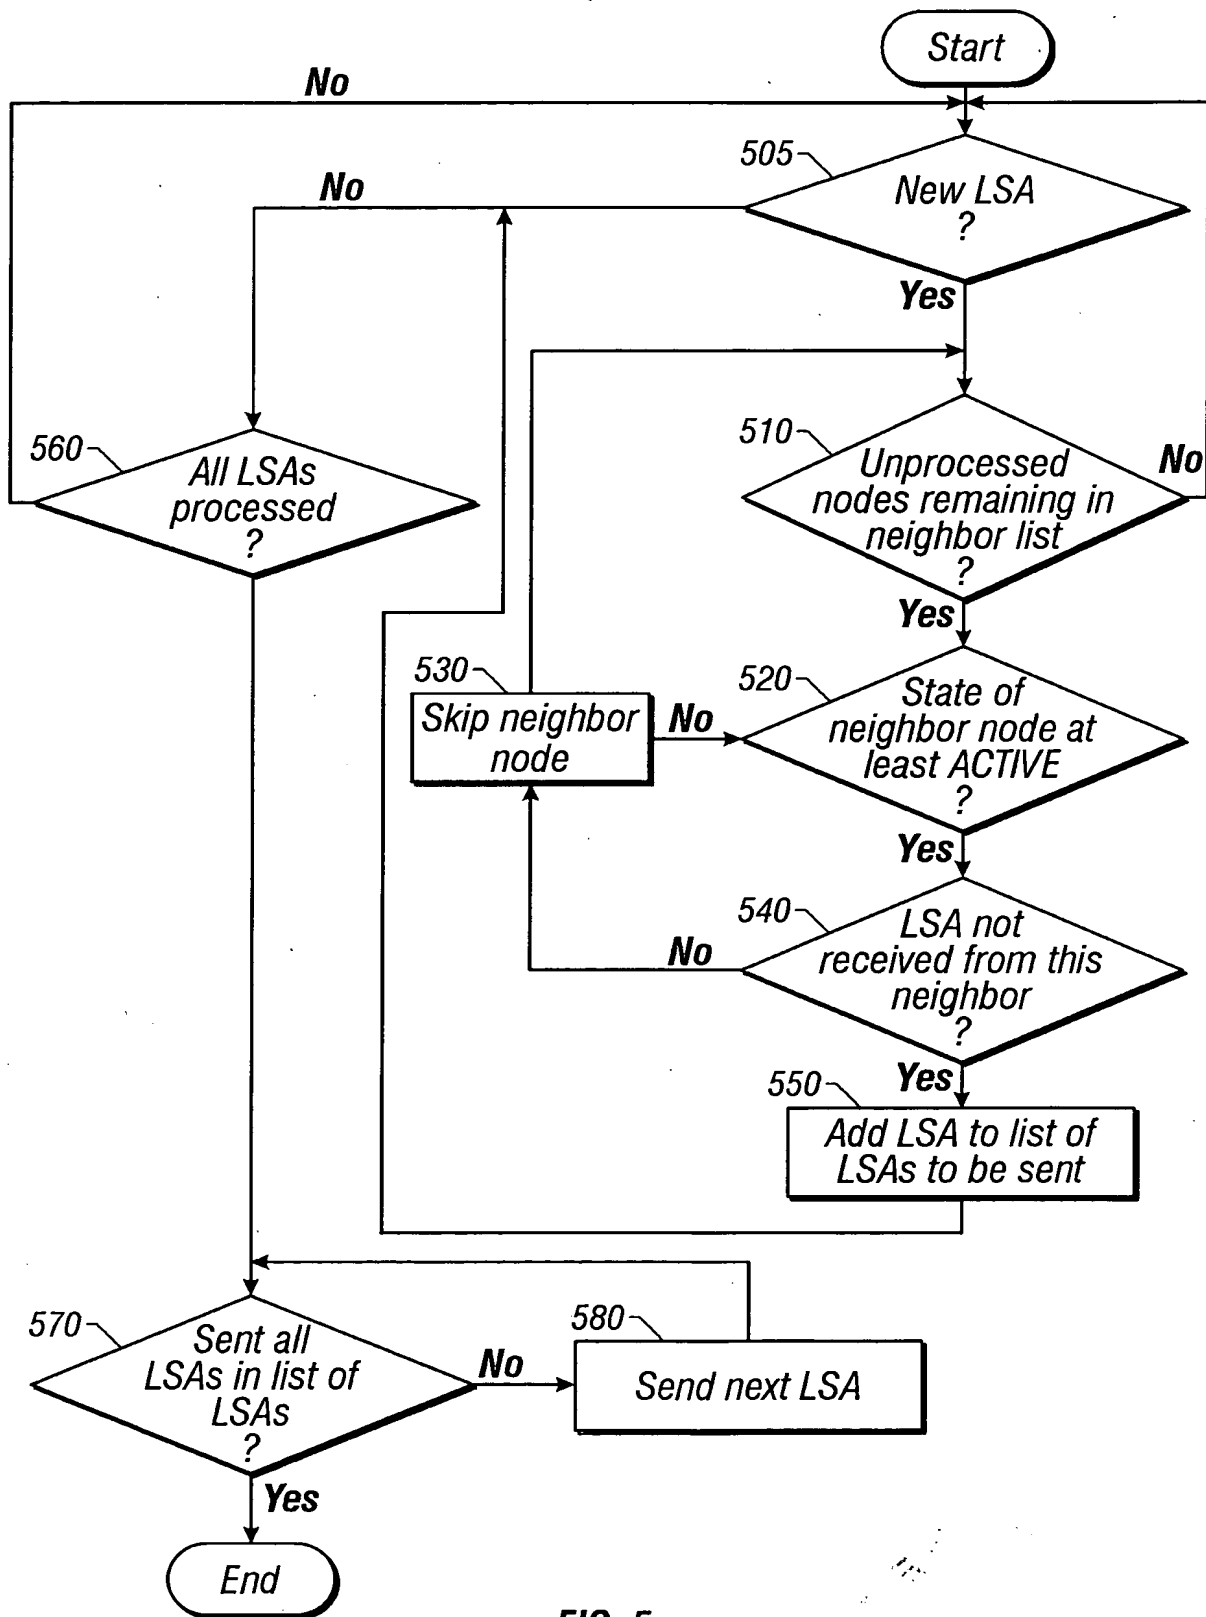 Start
No
505
New LSA
?
No
Yes
560
All LSAs
processed
?
510
Unprocessed
nodes remaining in
neighbor list
?
No
Yes
530
Skip neighbor
node
No
520
State of
neighbor node at
least ACTIVE
?
Yes
540
LSA not
received from this
neighbor
?
No
Yes
550
Add LSA to list of
LSAs to be sent
570
Sent all
LSAs in list of
LSAs
?
No
580
Send next LSA
Yes
End
FIG. 5